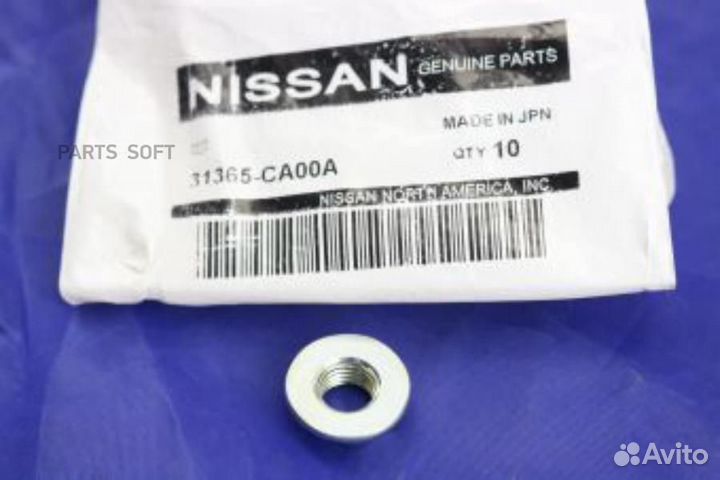 NISSAN GENUINE PARTS
MADE IN JPN
31365-CA00A
QTY 10
NISSAN NORTH AMERICA, INC.
PARTS SOFT
Avito